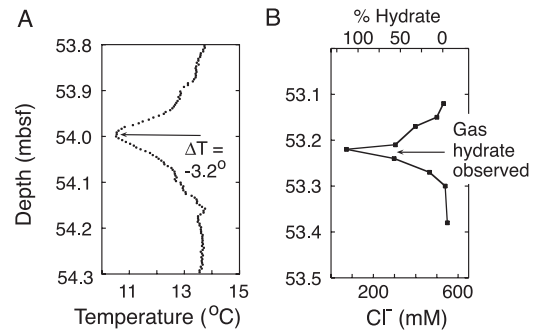 A
53.8
53.9
54.0
54.1
54.2
54.3
Depth (mbsf)
ΔT =
-3.2°
11 13 15
Temperature (°C)
B
% Hydrate
100 50 0
53.1
53.2
53.3
53.4
53.5
Gas
hydrate
observed
200 400 600
Cl⁻ (mM)